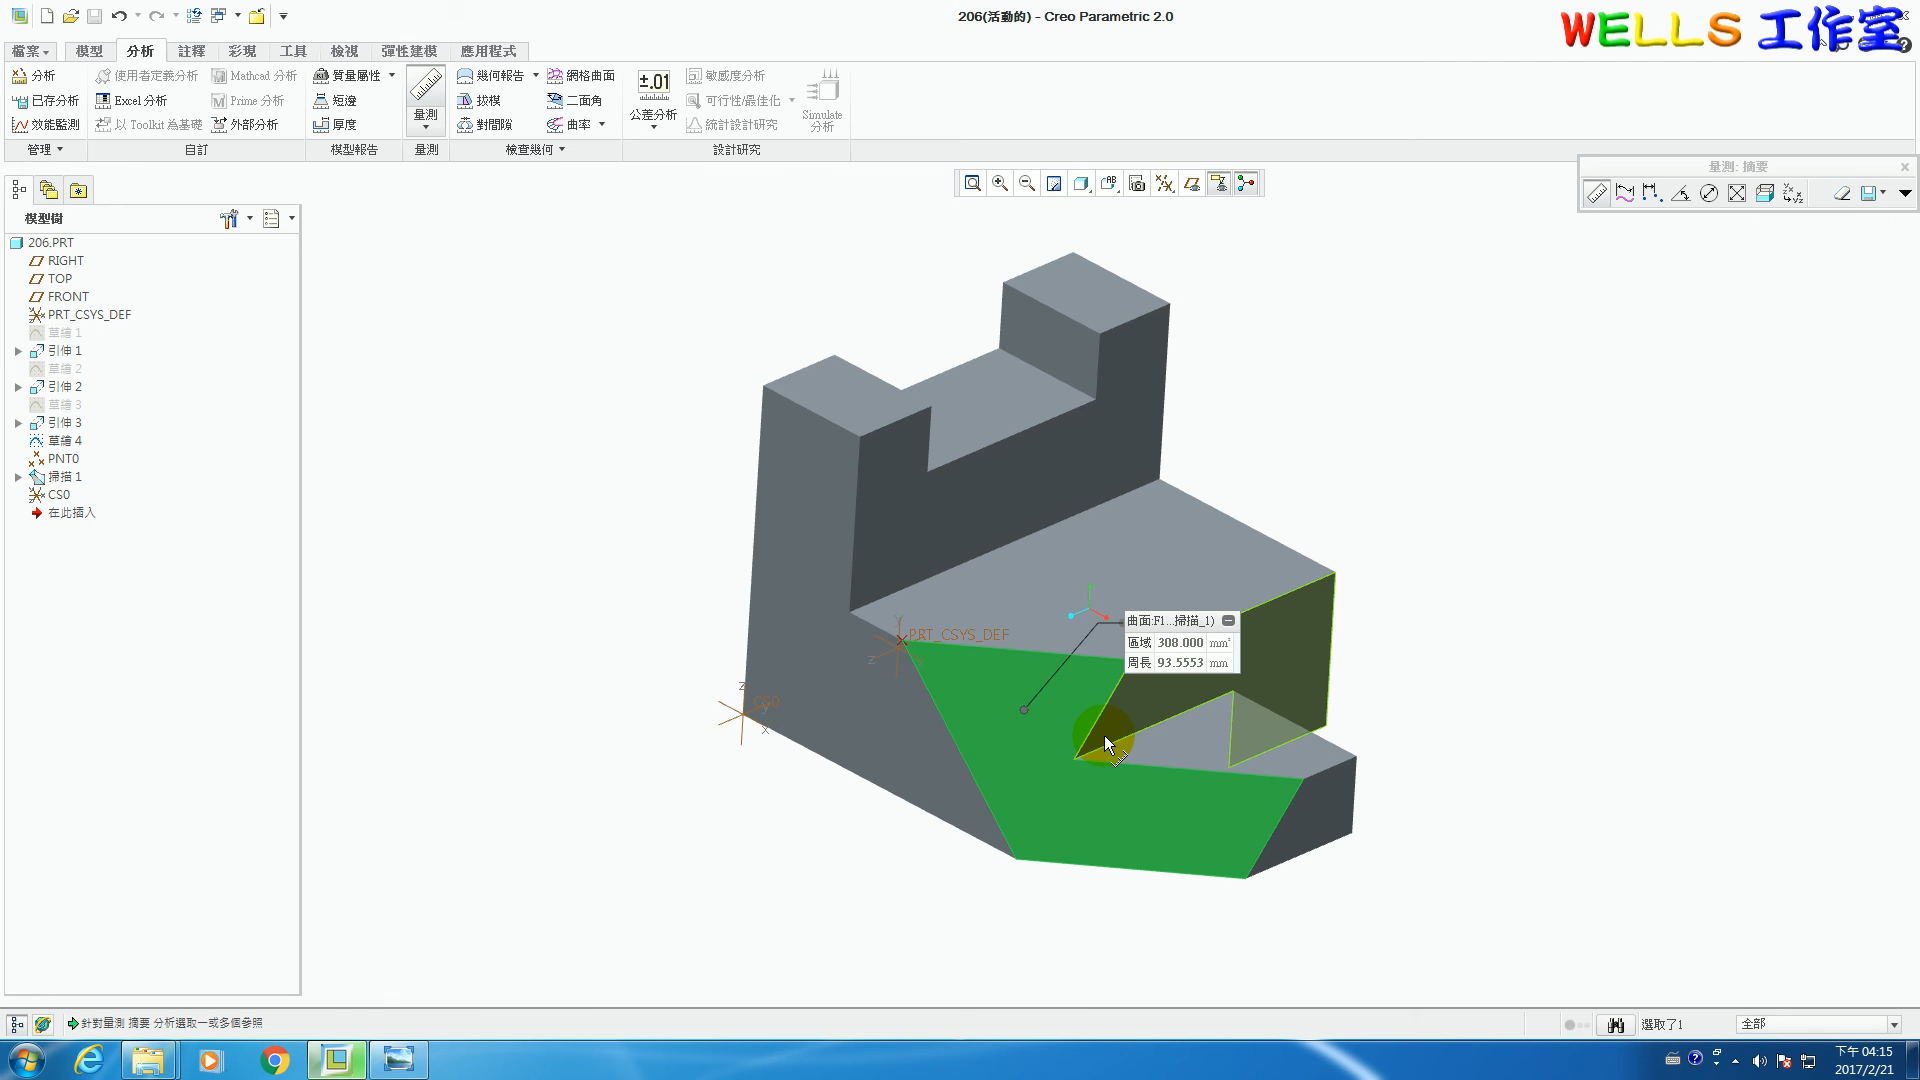 206(活動的) - Creo Parametric 2.0
WELLS 工作室
檔案 模型 分析 註釋 彩現 工具 檢視 彈性建模 應用程式
分析 使用者定義分析 Mathcad 分析 質量屬性 幾何報告 網格曲面 敏感度分析
已存分析 Excel 分析 Prime 分析 短邊 量測 拔模 二面角 公差分析 可行性/最佳化 Simulate 分析
效能監測 以 Toolkit 為基礎 外部分析 厚度 對間隙 曲率 統計設計研究
管理 自訂 模型報告 量測 檢查幾何 設計研究
量測: 摘要
模型樹
206.PRT
RIGHT
TOP
FRONT
PRT_CSYS_DEF
草繪 1
引伸 1
草繪 2
引伸 2
草繪 3
引伸 3
草繪 4
PNT0
掃描 1
CS0
在此插入
PRT_CSYS_DEF
CS0
曲面:F1...掃描_1)
區域 308.000 mm²
周長 93.5553 mm
針對量測 摘要 分析選取一或多個參照
選取了1
全部
下午 04:15
2017/2/21